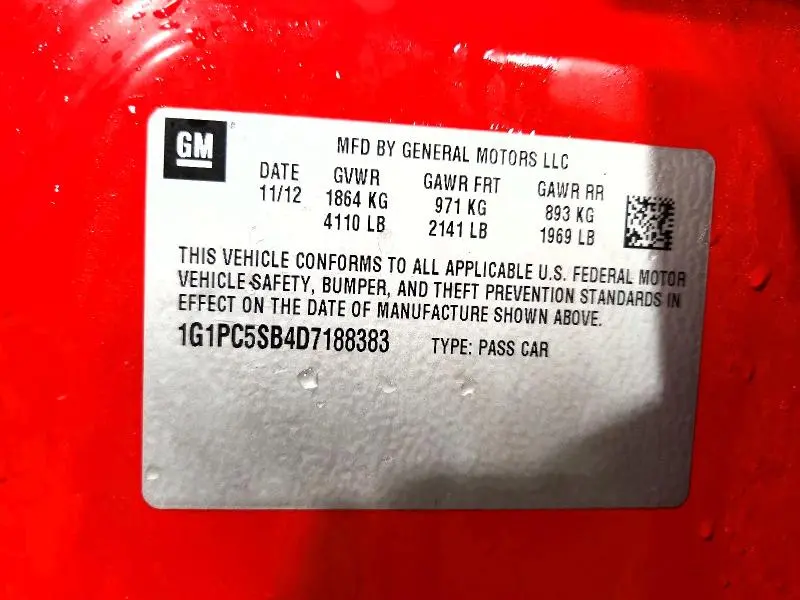 GM
MFD BY GENERAL MOTORS LLC
DATE GVWR GAWR FRT GAWR RR
11/12 1864 KG 971 KG 893 KG
4110 LB 2141 LB 1969 LB
THIS VEHICLE CONFORMS TO ALL APPLICABLE U.S. FEDERAL MOTOR
VEHICLE SAFETY, BUMPER, AND THEFT PREVENTION STANDARDS IN
EFFECT ON THE DATE OF MANUFACTURE SHOWN ABOVE.
1G1PC5SB4D7188383 TYPE: PASS CAR